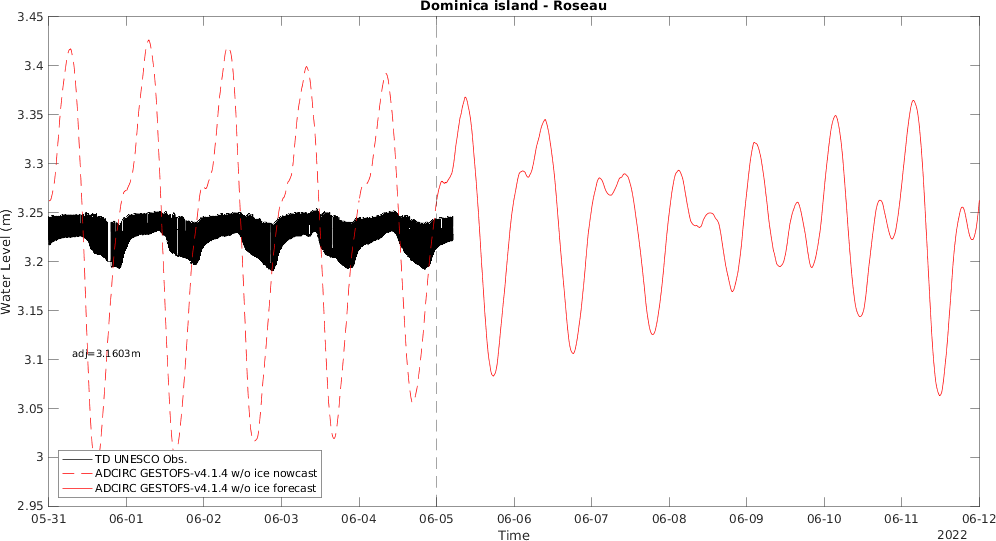 Dominica island - Roseau
3.45
3.4
3.35
3.3
3.25
3.2
3.15
3.1
3.05
3
2.95
Water Level (m)
adj=3.1603m
TD UNESCO Obs.
ADCIRC GESTOFS-v4.1.4 w/o ice nowcast
ADCIRC GESTOFS-v4.1.4 w/o ice forecast
05-31 06-01 06-02 06-03 06-04 06-05 06-06 06-07 06-08 06-09 06-10 06-11 06-12
Time
2022